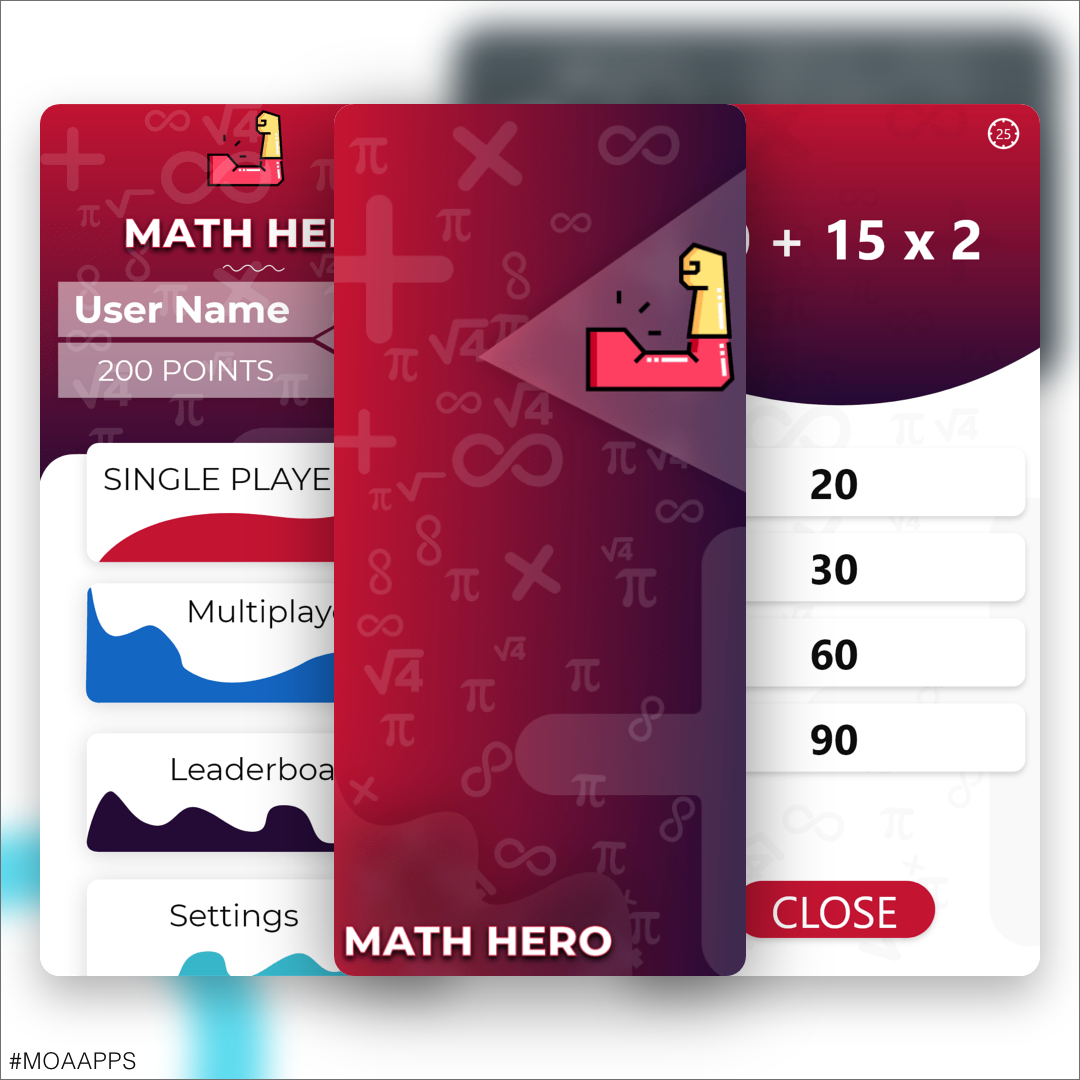 MATH HE
User Name
200 POINTS
SINGLE PLAYE
Multiplaye
Leaderboa
Settings
MATH HERO
25
+ 15 x 2
20
30
60
90
CLOSE
#MOAAPPS